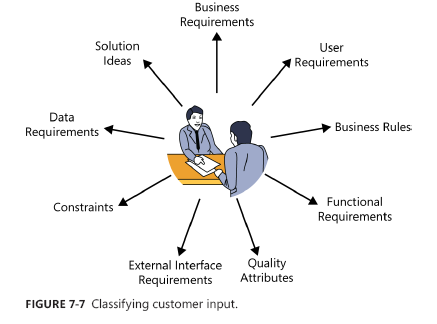 Business
Requirements
Solution
Ideas
User
Requirements
Data
Requirements
Business Rules
Constraints
Functional
Requirements
External Interface
Requirements
Quality
Attributes
FIGURE 7-7 Classifying customer input.